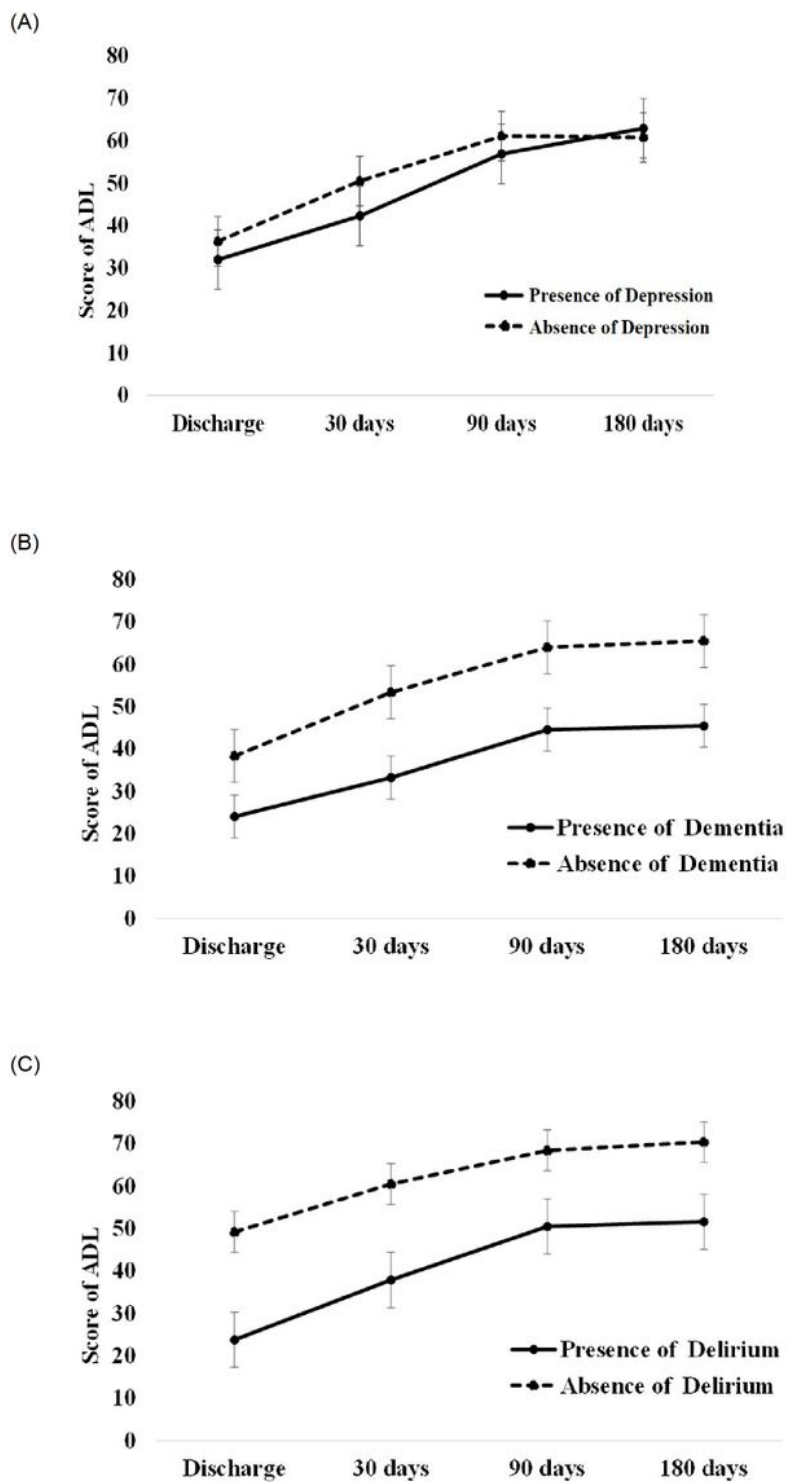 (A)
80
70
60
50
40
30
20
10
0
Score of ADL
Presence of Depression
Absence of Depression
Discharge 30 days 90 days 180 days
(B)
80
70
60
50
40
30
20
10
0
Score of ADL
Presence of Dementia
Absence of Dementia
Discharge 30 days 90 days 180 days
(C)
80
70
60
50
40
30
20
10
0
Score of ADL
Presence of Delirium
Absence of Delirium
Discharge 30 days 90 days 180 days